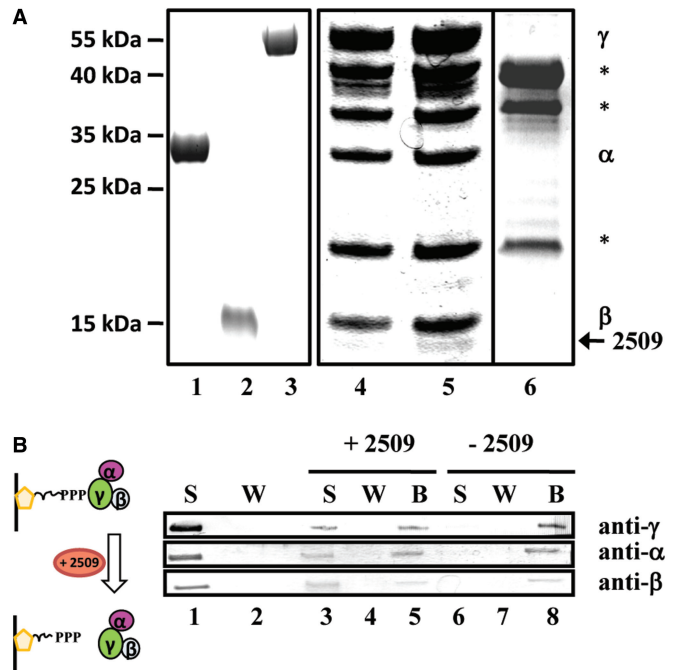 A
55 kDa
40 kDa
35 kDa
25 kDa
15 kDa
γ
*
*
α
*
β
2509
1 2 3 4 5 6
B
PPP γ α β
+ 2509
PPP γ α β
+ 2509 - 2509
S W S W B S W B
anti-γ
anti-α
anti-β
1 2 3 4 5 6 7 8